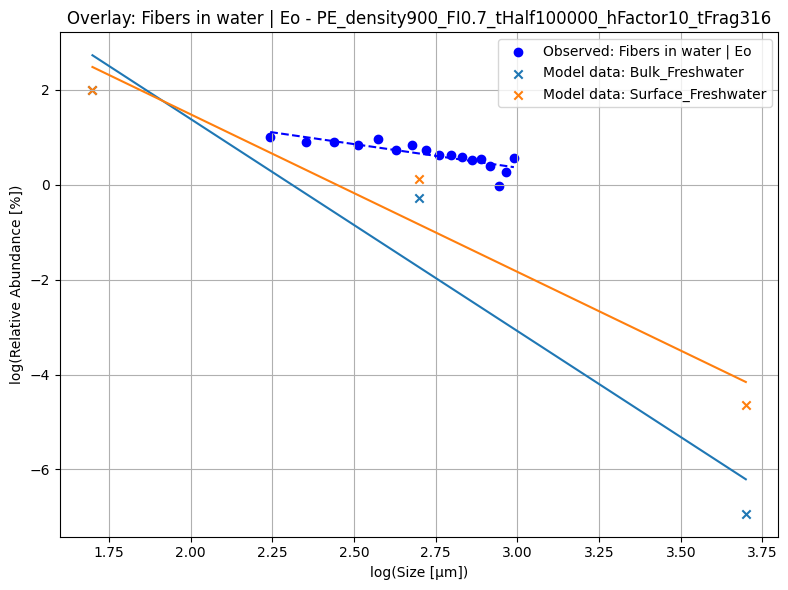 Overlay: Fibers in water | Eo - PE_density900_FI0.7_tHalf100000_hFactor10_tFrag316
Observed: Fibers in water | Eo
Model data: Bulk_Freshwater
Model data: Surface_Freshwater
log(Relative Abundance [%])
2
0
−2
−4
−6
1.75 2.00 2.25 2.50 2.75 3.00 3.25 3.50 3.75
log(Size [µm])